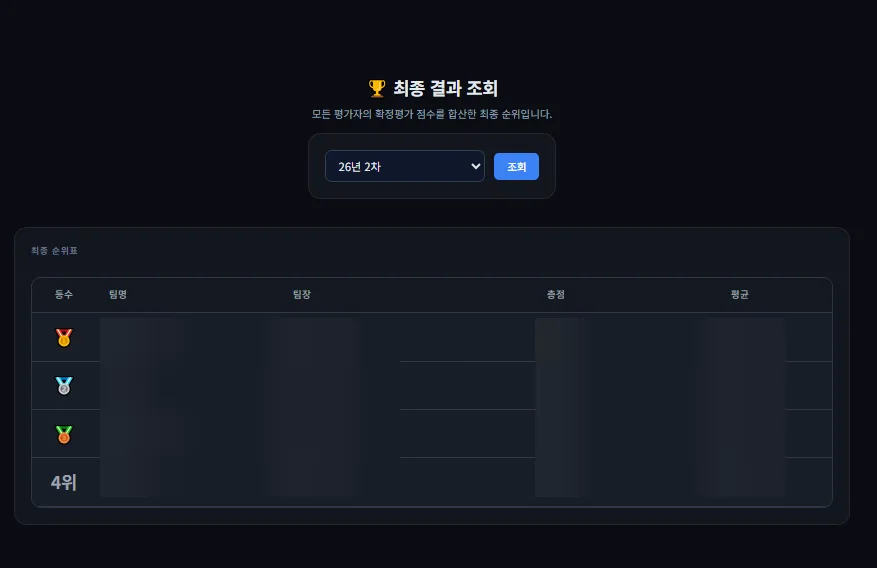 최종 결과 조회
모든 평가자의 확정평가 점수를 합산한 최종 순위입니다.
26년 2차
조회
최종 순위표
등수 팀명 팀장 총점 평균
4위